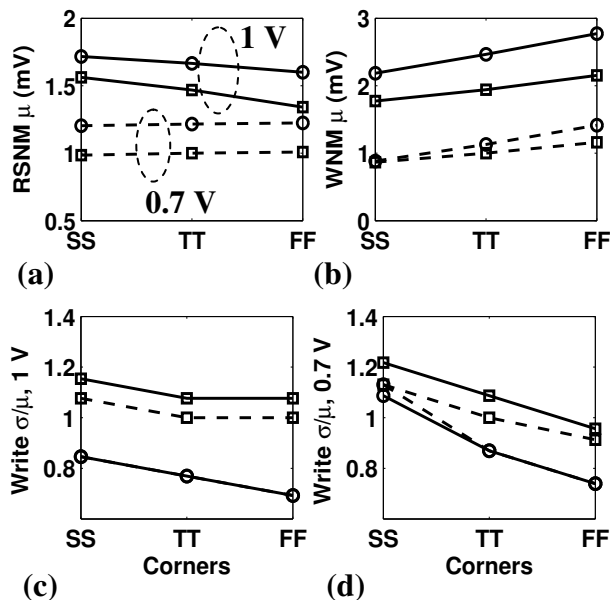 2
1.5
1
0.5
RSNM μ (mV)
1 V
0.7 V
SS TT FF
(a)
3
2
1
0
WNM μ (mV)
SS TT FF
(b)
1.4
1.2
1
0.8
Write σ/μ, 1 V
SS TT FF
Corners
(c)
1.4
1.2
1
0.8
Write σ/μ, 0.7 V
SS TT FF
Corners
(d)